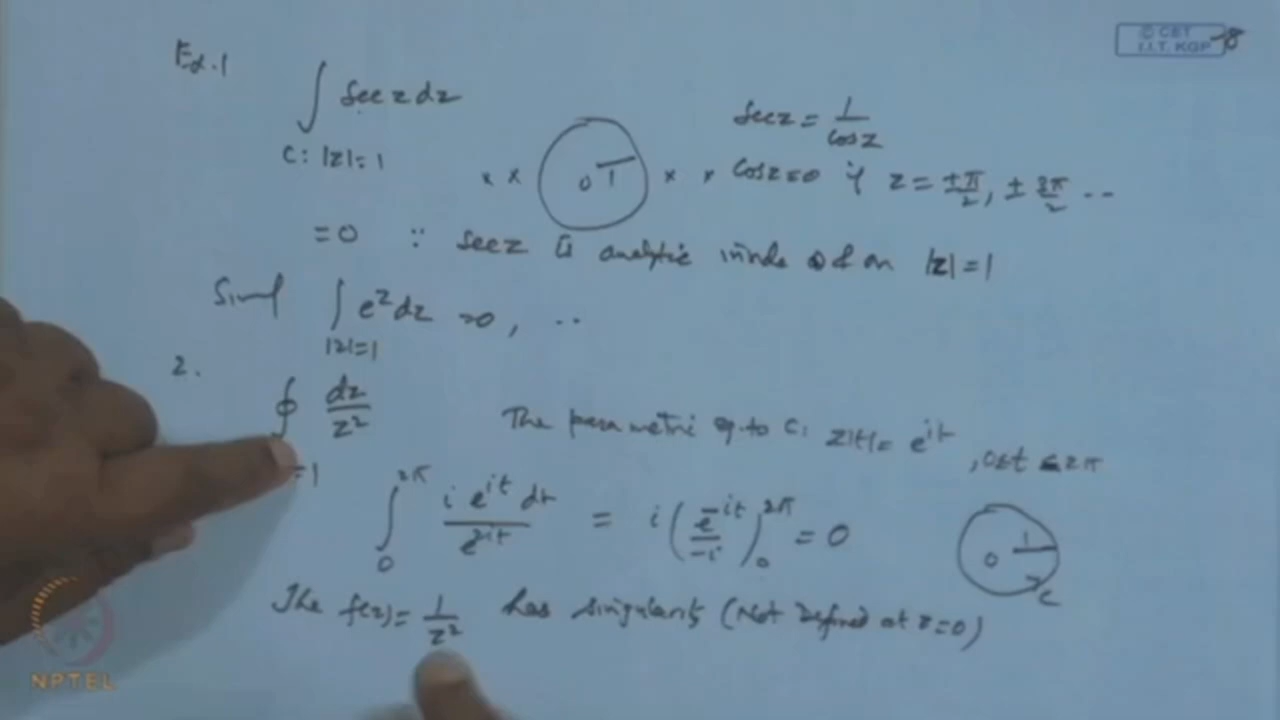 © CET
I.I.T. KGP
Ex.1
∫ Sec z dz
C: |z|=1
Sec z = 1/cos z
cos z = 0 if z = ±π/2, ±3π/2 ..
0 1
=0 ∵ Sec z is analytic inside & on |z|=1
∫ e^z dz = 0, ..
|z|=1
2.
∮ dz/z²
=1
The parametric eq. to C: z(t) = e^{it}, 0≤t≤2π
∫_0^{2π} i e^{it} dt / e^{2it} = i (e^{-it}/-i)_0^{2π} = 0
0 1
C
The f(z) = 1/z² has singularity (Not Defined at z=0)
NPTEL